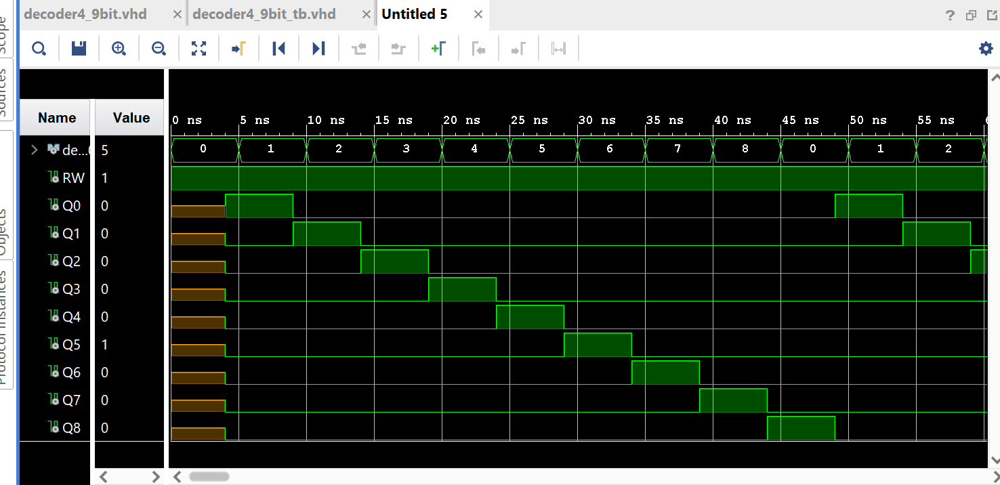 decoder4_9bit.vhd × decoder4_9bit_tb.vhd × Untitled 5 × ?
Scope
Sources
Objects
Protocol Instances
Name Value
0 ns 5 ns 10 ns 15 ns 20 ns 25 ns 30 ns 35 ns 40 ns 45 ns 50 ns 55 ns 6
de... 5 0 1 2 3 4 5 6 7 8 0 1 2
RW 1
Q0 0
Q1 0
Q2 0
Q3 0
Q4 0
Q5 1
Q6 0
Q7 0
Q8 0